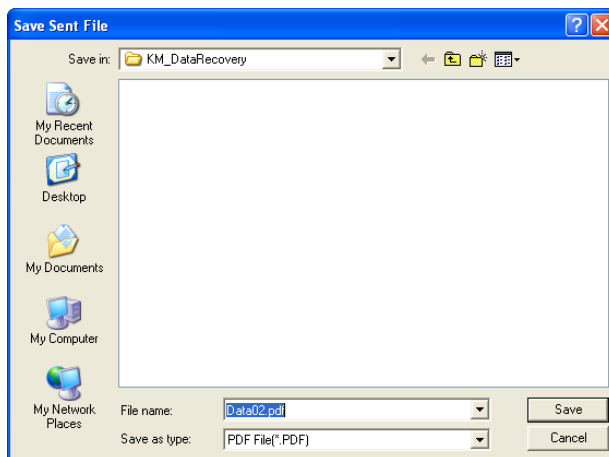 Save Sent File
Save in:
KM_DataRecovery
My Recent
Documents
Desktop
My Documents
My Computer
My Network
Places
File name:
Data02.pdf
Save
Save as type:
PDF File(*.PDF)
Cancel